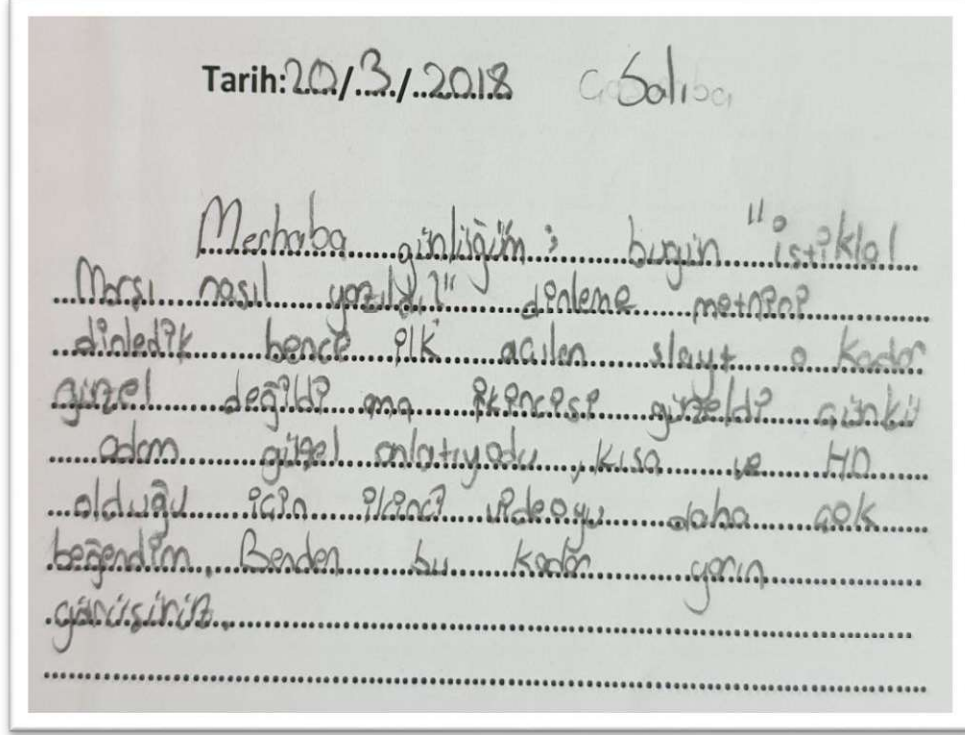 Tarih: 20/3/2018 Salı
Merhaba günlüğüm; bugün "istiklal
Marşı nasıl yazıldı?" dinleme metnini
dinledik bence ilk açılan slayt o kadar
güzel değildi ama ikincisi güzeldi çünkü
adam güzel anlatıyodu, kısa ve HD
olduğu için ikinci videoyu daha çok
beğendim. Benden bu kadar yarın
görüşürüz.